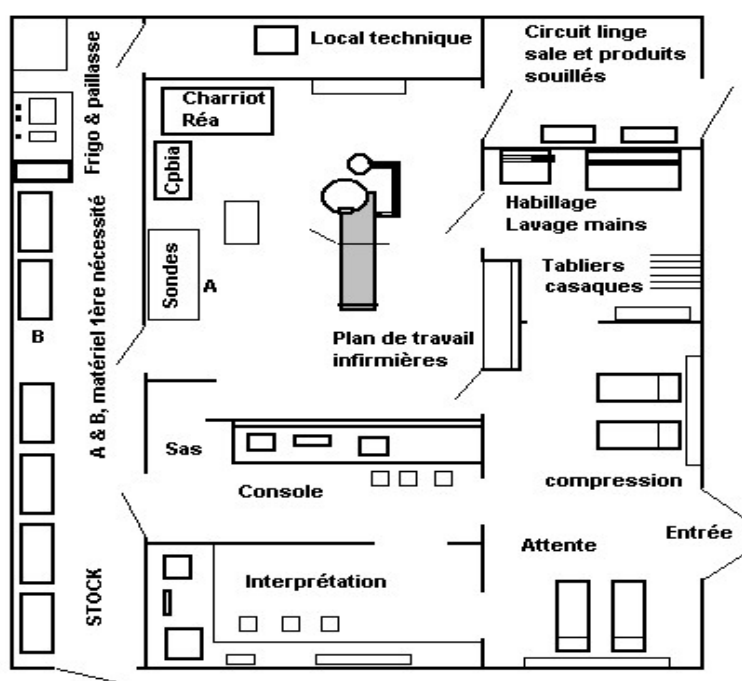 Local technique
Circuit linge
sale et produits
souillés
Frigo & paillasse
Charriot
Réa
Cpbia
Habillage
Lavage mains
Sondes
A
Tabliers
casaques
B
A & B, matériel 1ère nécessité
Plan de travail
infirmières
Sas
Console
compression
Entrée
Attente
Interprétation
STOCK